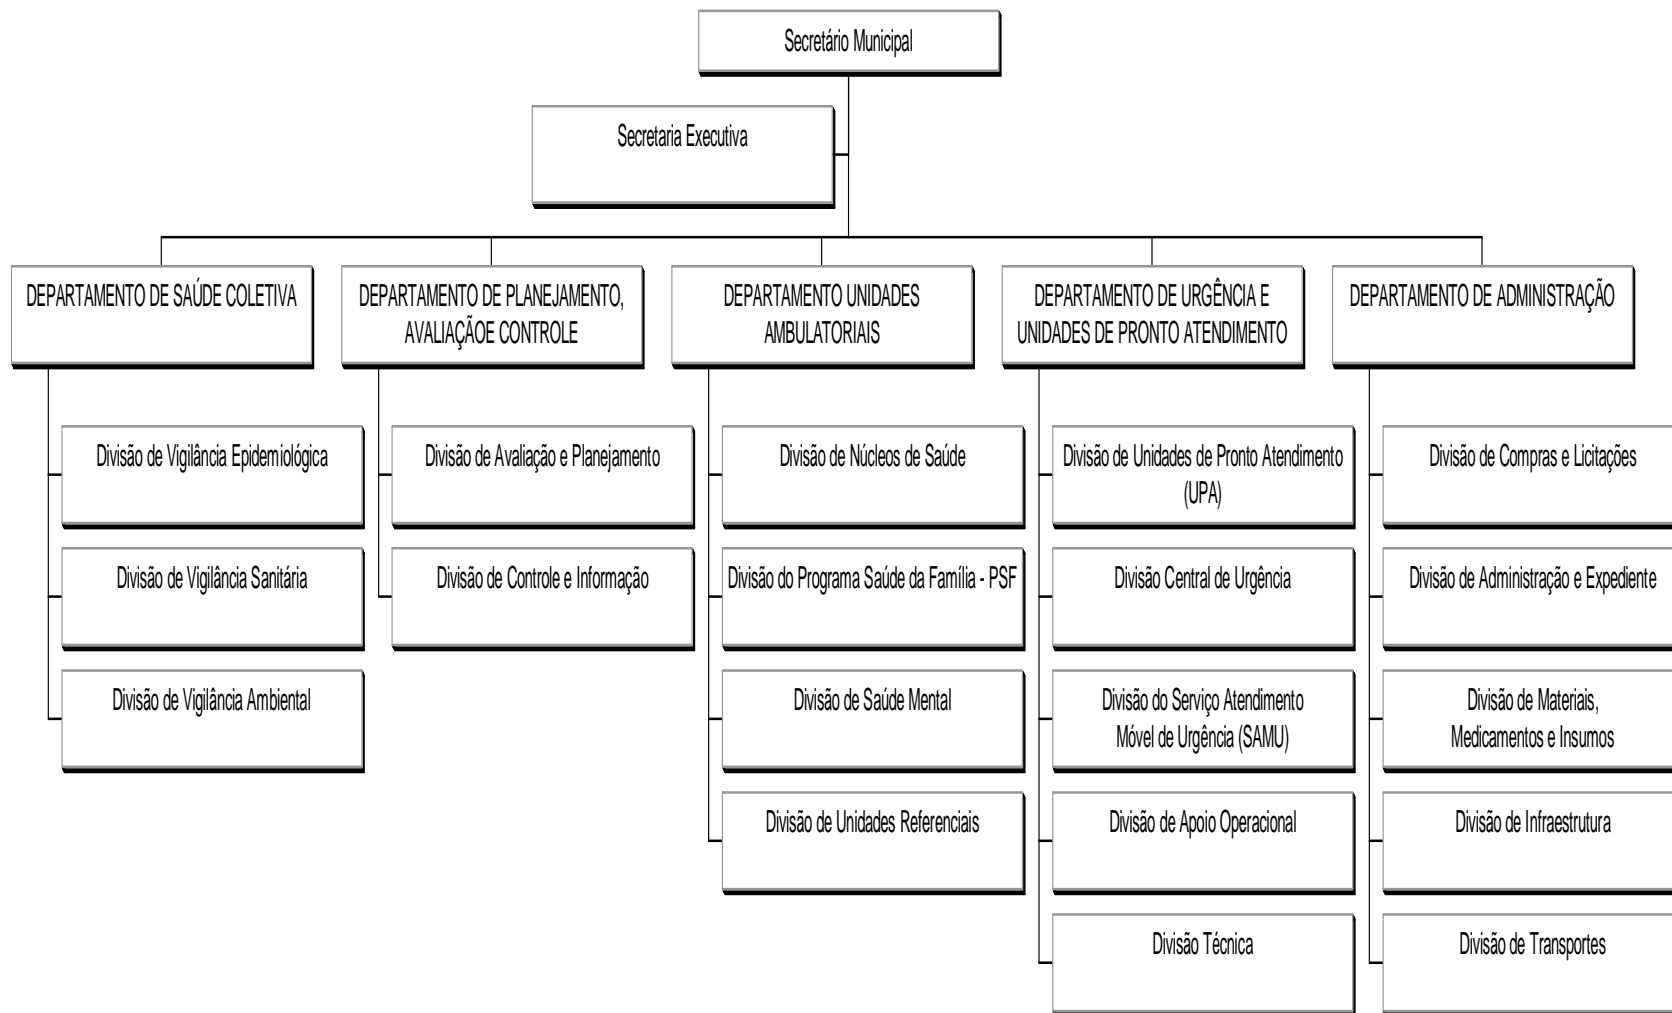 Secretário Municipal
Secretaria Executiva
DEPARTAMENTO DE SAÚDE COLETIVA
DEPARTAMENTO DE PLANEJAMENTO,
AVALIAÇÃOE CONTROLE
DEPARTAMENTO UNIDADES
AMBULATORIAIS
DEPARTAMENTO DE URGÊNCIA E
UNIDADES DE PRONTO ATENDIMENTO
DEPARTAMENTO DE ADMINISTRAÇÃO
Divisão de Vigilância Epidemiológica
Divisão de Vigilância Sanitária
Divisão de Vigilância Ambiental
Divisão de Avaliação e Planejamento
Divisão de Controle e Informação
Divisão de Núcleos de Saúde
Divisão do Programa Saúde da Família - PSF
Divisão de Saúde Mental
Divisão de Unidades Referenciais
Divisão de Unidades de Pronto Atendimento
(UPA)
Divisão Central de Urgência
Divisão do Serviço Atendimento
Móvel de Urgência (SAMU)
Divisão de Apoio Operacional
Divisão Técnica
Divisão de Compras e Licitações
Divisão de Administração e Expediente
Divisão de Materiais,
Medicamentos e Insumos
Divisão de Infraestrutura
Divisão de Transportes